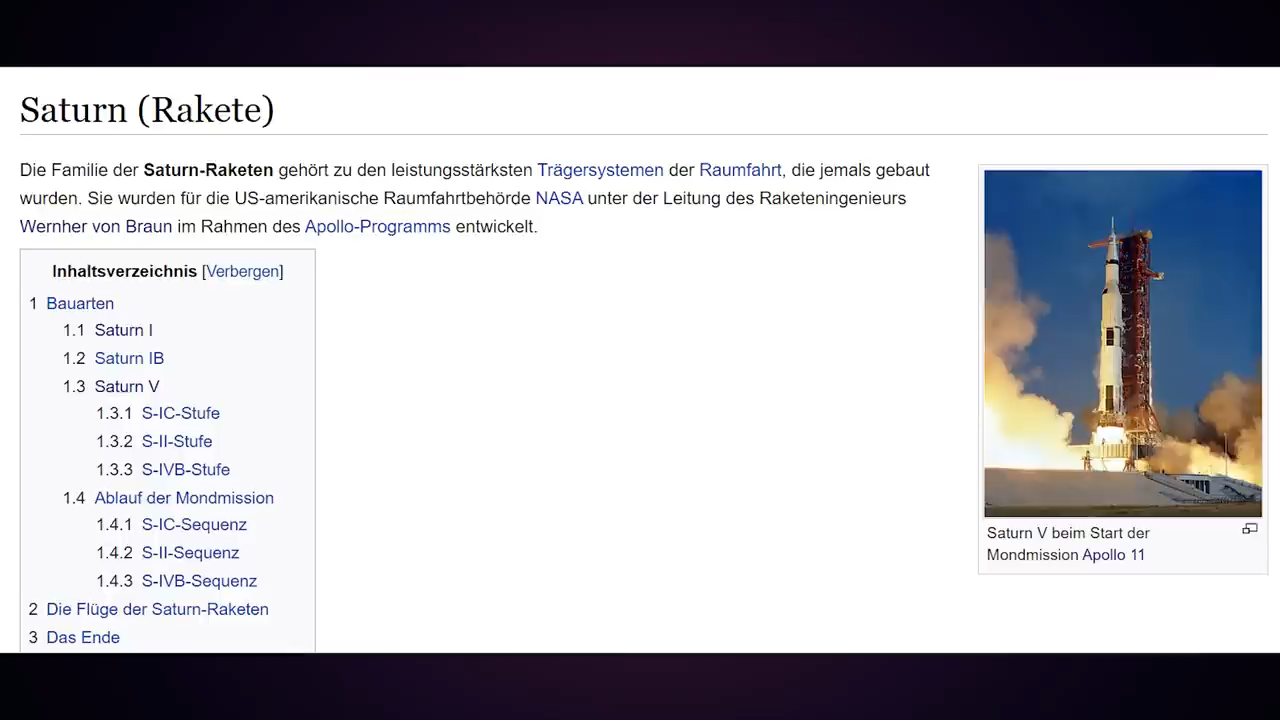 Saturn (Rakete)
Die Familie der Saturn-Raketen gehört zu den leistungsstärksten Trägersystemen der Raumfahrt, die jemals gebaut
wurden. Sie wurden für die US-amerikanische Raumfahrtbehörde NASA unter der Leitung des Raketeningenieurs
Wernher von Braun im Rahmen des Apollo-Programms entwickelt.
Inhaltsverzeichnis [Verbergen]
1 Bauarten
1.1 Saturn I
1.2 Saturn IB
1.3 Saturn V
1.3.1 S-IC-Stufe
1.3.2 S-II-Stufe
1.3.3 S-IVB-Stufe
1.4 Ablauf der Mondmission
1.4.1 S-IC-Sequenz
1.4.2 S-II-Sequenz
1.4.3 S-IVB-Sequenz
2 Die Flüge der Saturn-Raketen
3 Das Ende
Saturn V beim Start der
Mondmission Apollo 11